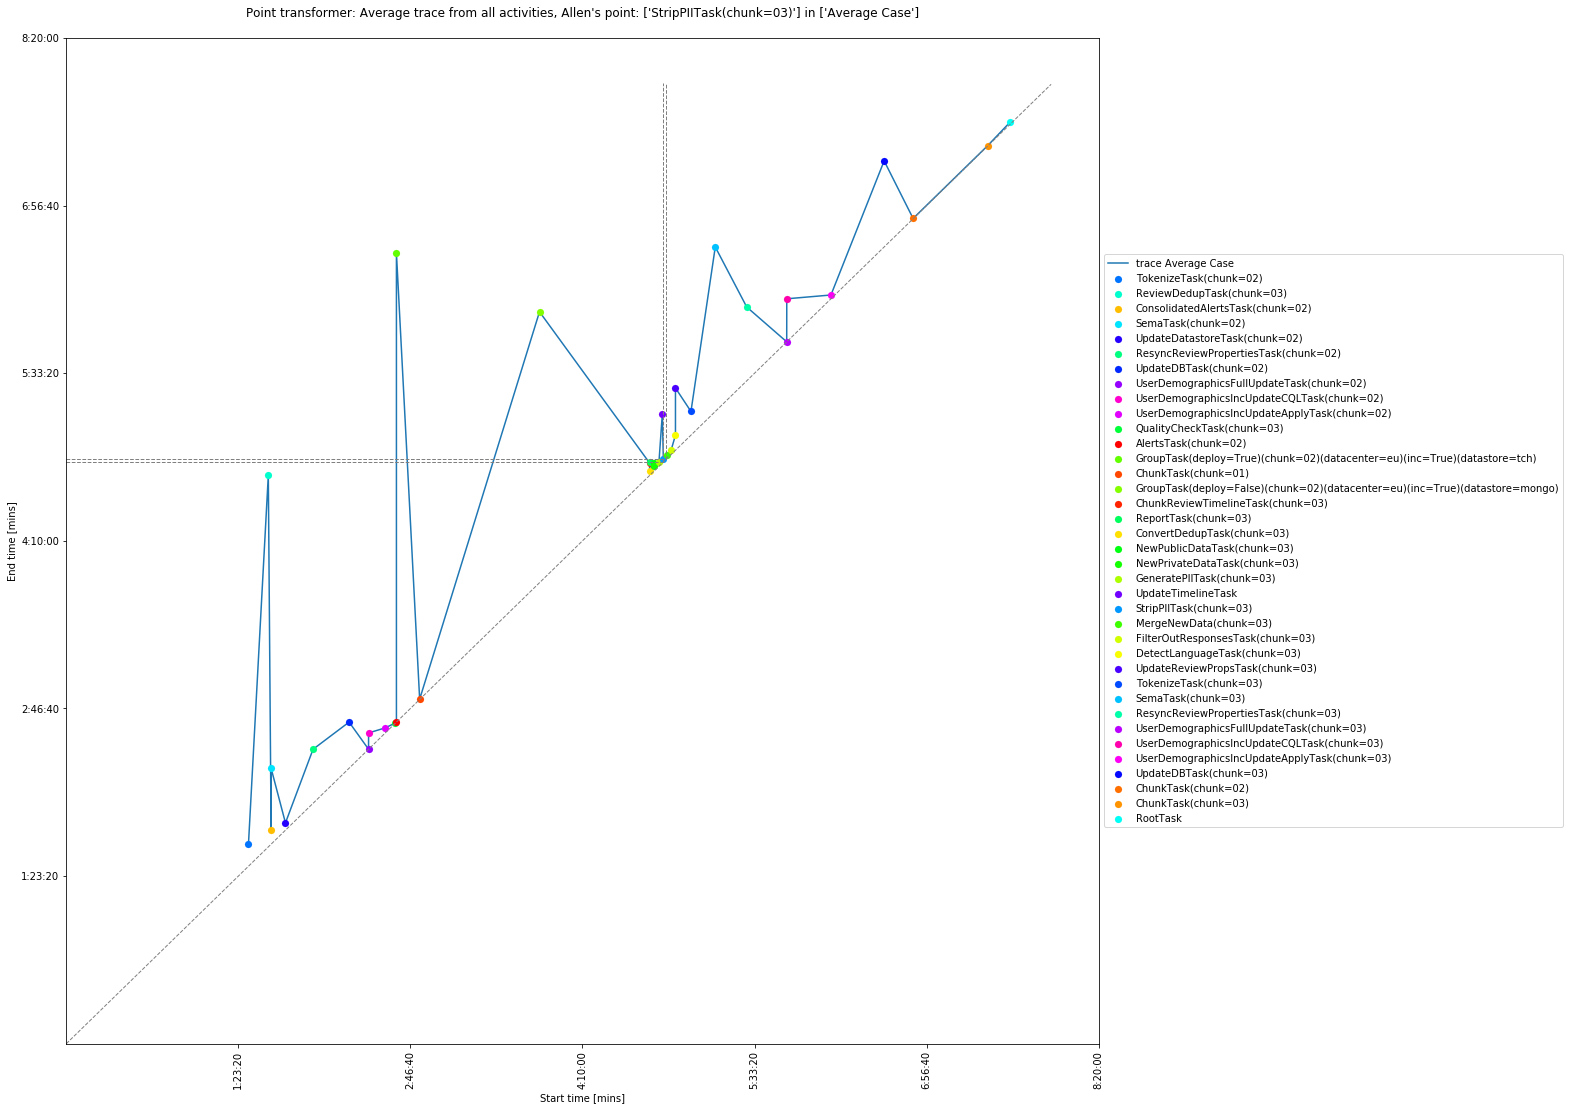 Point transformer: Average trace from all activities, Allen's point: ['StripPIITask(chunk=03)'] in ['Average Case']
8:20:00
6:56:40
5:33:20
4:10:00
2:46:40
1:23:20
End time [mins]
1:23:20
2:46:40
4:10:00
5:33:20
6:56:40
8:20:00
Start time [mins]
trace Average Case
TokenizeTask(chunk=02)
ReviewDedupTask(chunk=03)
ConsolidatedAlertsTask(chunk=02)
SemaTask(chunk=02)
UpdateDatastoreTask(chunk=02)
ResyncReviewPropertiesTask(chunk=02)
UpdateDBTask(chunk=02)
UserDemographicsFullUpdateTask(chunk=02)
UserDemographicsIncUpdateCQLTask(chunk=02)
UserDemographicsIncUpdateApplyTask(chunk=02)
QualityCheckTask(chunk=03)
AlertsTask(chunk=02)
GroupTask(deploy=True)(chunk=02)(datacenter=eu)(inc=True)(datastore=tch)
ChunkTask(chunk=01)
GroupTask(deploy=False)(chunk=02)(datacenter=eu)(inc=True)(datastore=mongo)
ChunkReviewTimelineTask(chunk=03)
ReportTask(chunk=03)
ConvertDedupTask(chunk=03)
NewPublicDataTask(chunk=03)
NewPrivateDataTask(chunk=03)
GeneratePIITask(chunk=03)
UpdateTimelineTask
StripPIITask(chunk=03)
MergeNewData(chunk=03)
FilterOutResponsesTask(chunk=03)
DetectLanguageTask(chunk=03)
UpdateReviewPropsTask(chunk=03)
TokenizeTask(chunk=03)
SemaTask(chunk=03)
ResyncReviewPropertiesTask(chunk=03)
UserDemographicsFullUpdateTask(chunk=03)
UserDemographicsIncUpdateCQLTask(chunk=03)
UserDemographicsIncUpdateApplyTask(chunk=03)
UpdateDBTask(chunk=03)
ChunkTask(chunk=02)
ChunkTask(chunk=03)
RootTask